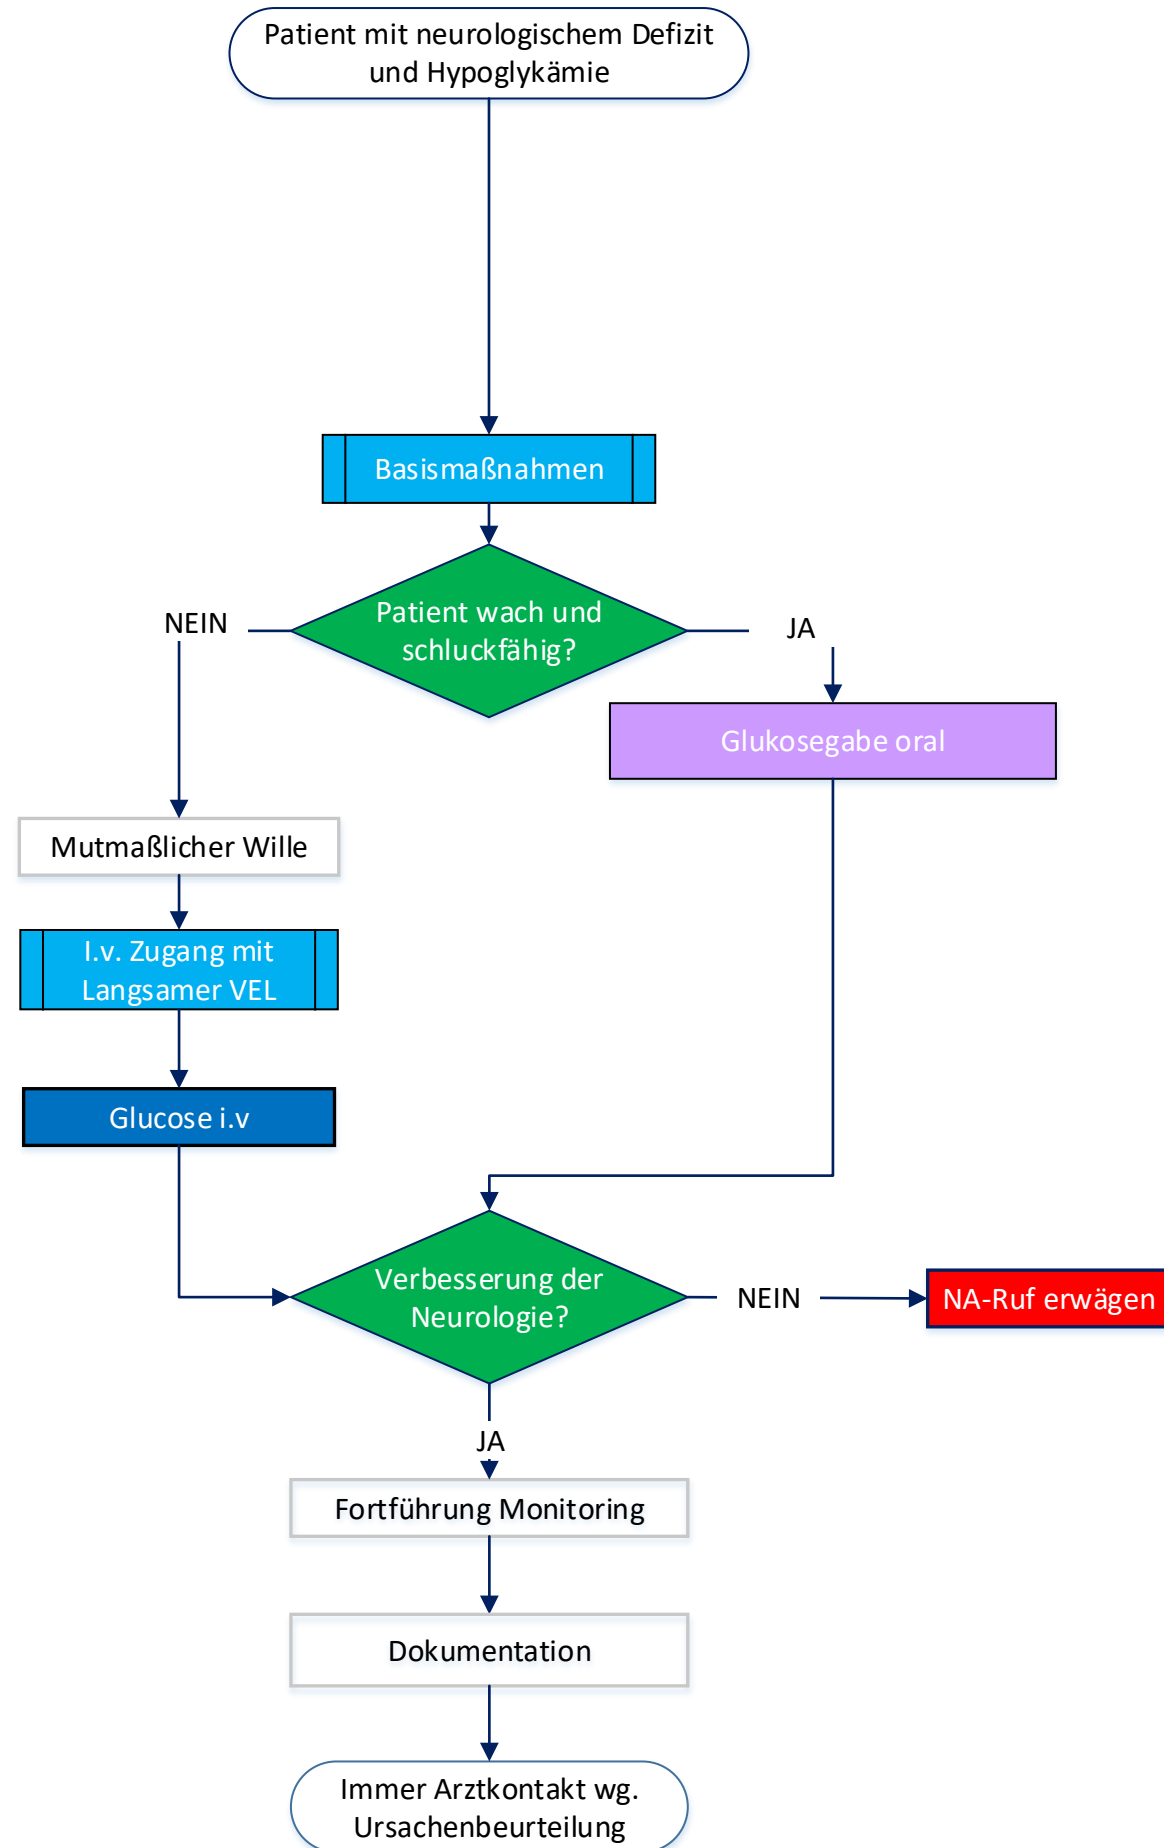 Patient mit neurologischem Defizit
und Hypoglykämie
Basismaßnahmen
Patient wach und
schluckfähig?
NEIN
JA
Glukosegabe oral
Mutmaßlicher Wille
I.v. Zugang mit
Langsamer VEL
Glucose i.v
Verbesserung der
Neurologie?
NEIN
NA-Ruf erwägen
JA
Fortführung Monitoring
Dokumentation
Immer Arztkontakt wg.
Ursachenbeurteilung